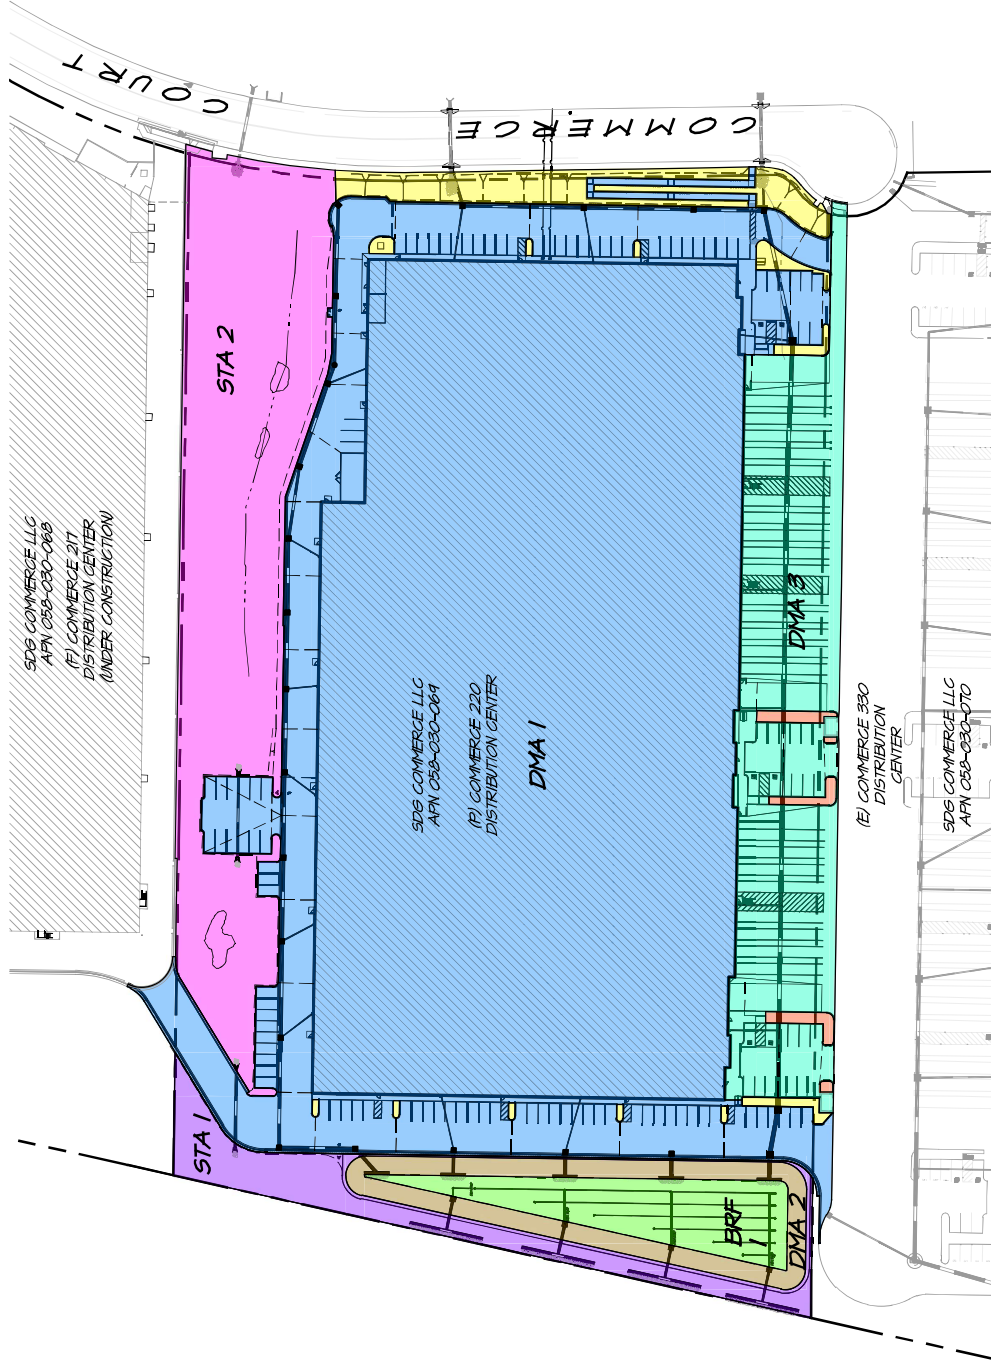 COMMERCE COURT
STA 2
SDG COMMERCE LLC
APN 058-030-068
(F) COMMERCE 217
DISTRIBUTION CENTER
(UNDER CONSTRUCTION)
SDG COMMERCE LLC
APN 058-030-069
(P) COMMERCE 220
DISTRIBUTION CENTER
DMA 1
DMA 3
(E) COMMERCE 330
DISTRIBUTION
CENTER
SDG COMMERCE LLC
APN 058-030-070
STA 1
BRF
1
DMA 2